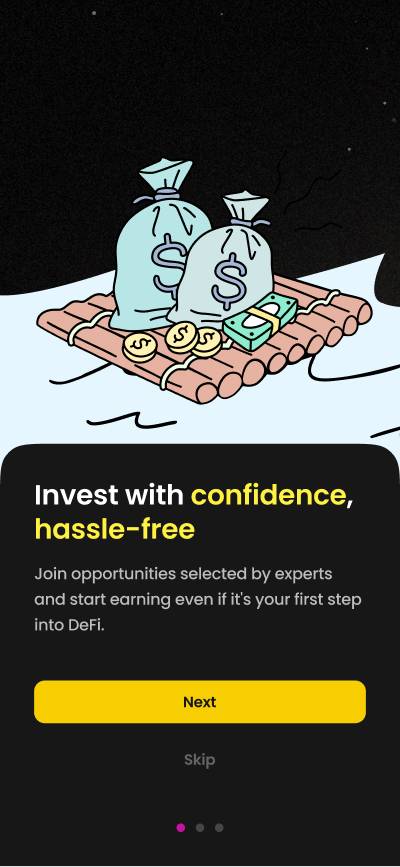 $
$
$
$
$
Invest with confidence,
hassle-free
Join opportunities selected by experts
and start earning even if it's your first step
into DeFi.
Next
Skip